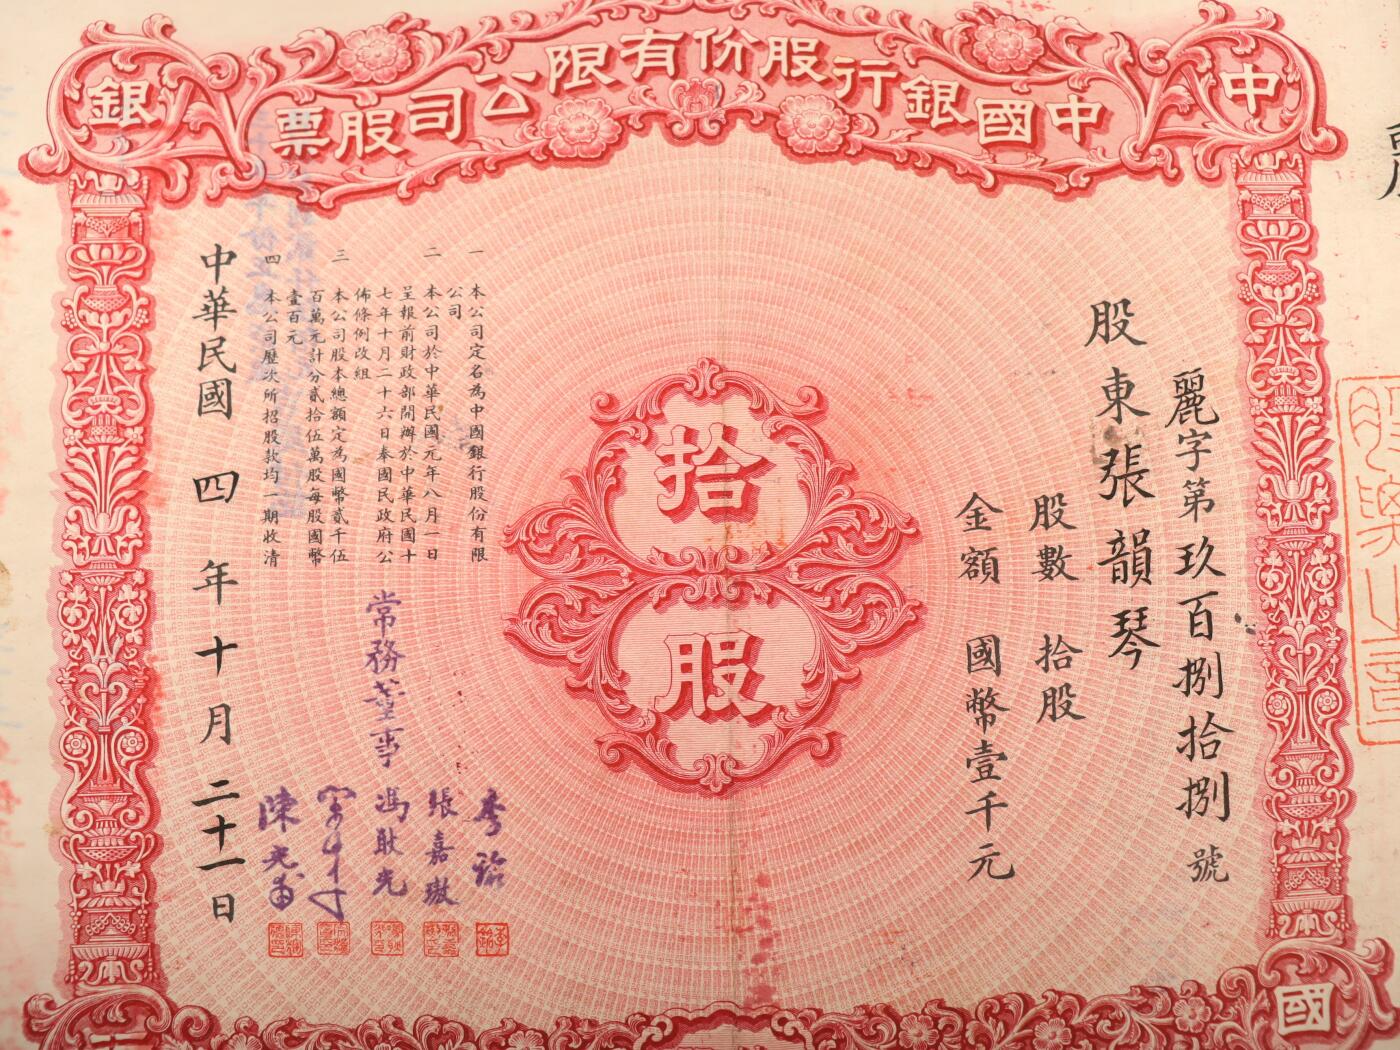 中國銀行股份有限公司股票
中
銀
國
麗字第玖百捌拾捌號
股東張韻琴
股數 拾股
金額 國幣壹千元
拾
股
一 本公司定名為中國銀行股份有限
公司
二 本公司於中華民國元年八月一日
呈報前財政部開辦於中華民國十
七年十月二十六日奉國民政府公
佈條例改組
三 本公司股本總額定為國幣貳千伍
百萬元計分貳拾伍萬股每股國幣
壹百元
四 本公司歷次所招股款均一期收清
常務董事
張嘉璈
馮耿光
中華民國 四 年 十 月 二十一日